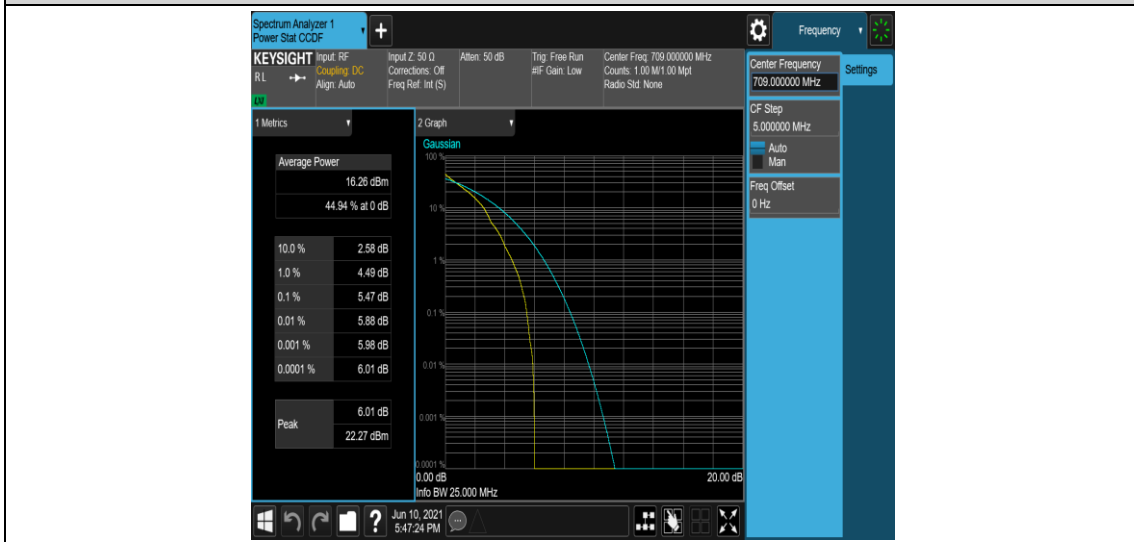 Spectrum Analyzer 1
Power Stat CCDF
Frequency
KEYSIGHT
Input: RF
Coupling: DC
Align: Auto
Input Z: 50 Ω
Corrections: Off
Freq Ref: Int (S)
Atten: 50 dB
Trig: Free Run
#IF Gain: Low
Center Freq: 709.000000 MHz
Counts: 1.00 M/1.00 Mpt
Radio Std: None
RL
Center Frequency
709.000000 MHz
Settings
CF Step
5.000000 MHz
Auto
Man
Freq Offset
0 Hz
1 Metrics
Average Power
16.26 dBm
44.94 % at 0 dB
10.0 % 2.58 dB
1.0 % 4.49 dB
0.1 % 5.47 dB
0.01 % 5.88 dB
0.001 % 5.98 dB
0.0001 % 6.01 dB
Peak
6.01 dB
22.27 dBm
2 Graph
Gaussian
100 %
10 %
1 %
0.1 %
0.01 %
0.001 %
0.0001 %
0.00 dB 20.00 dB
Info BW 25.000 MHz
?
Jun 10, 2021
5:47:24 PM